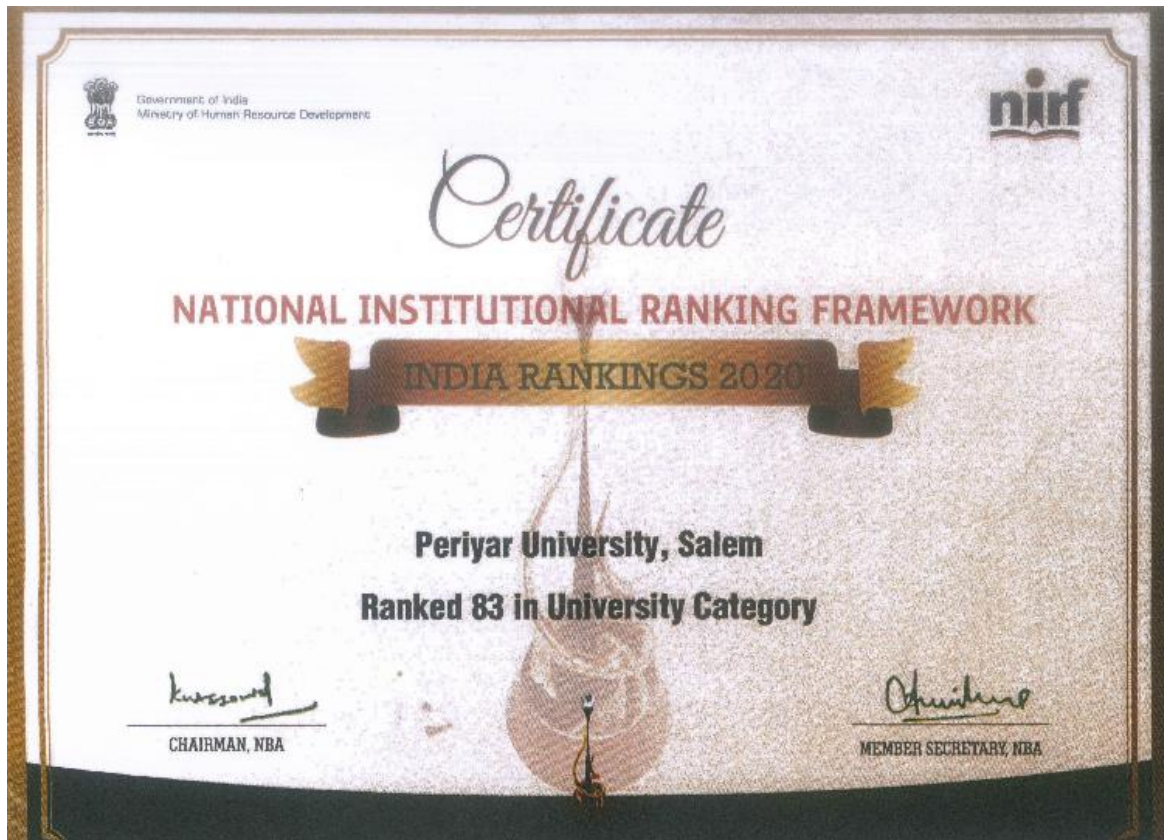 Government of India
Ministry of Human Resource Development
nirf
Certificate
NATIONAL INSTITUTIONAL RANKING FRAMEWORK
INDIA RANKINGS 2020
Periyar University, Salem
Ranked 83 in University Category
CHAIRMAN, NBA
MEMBER SECRETARY, NBA